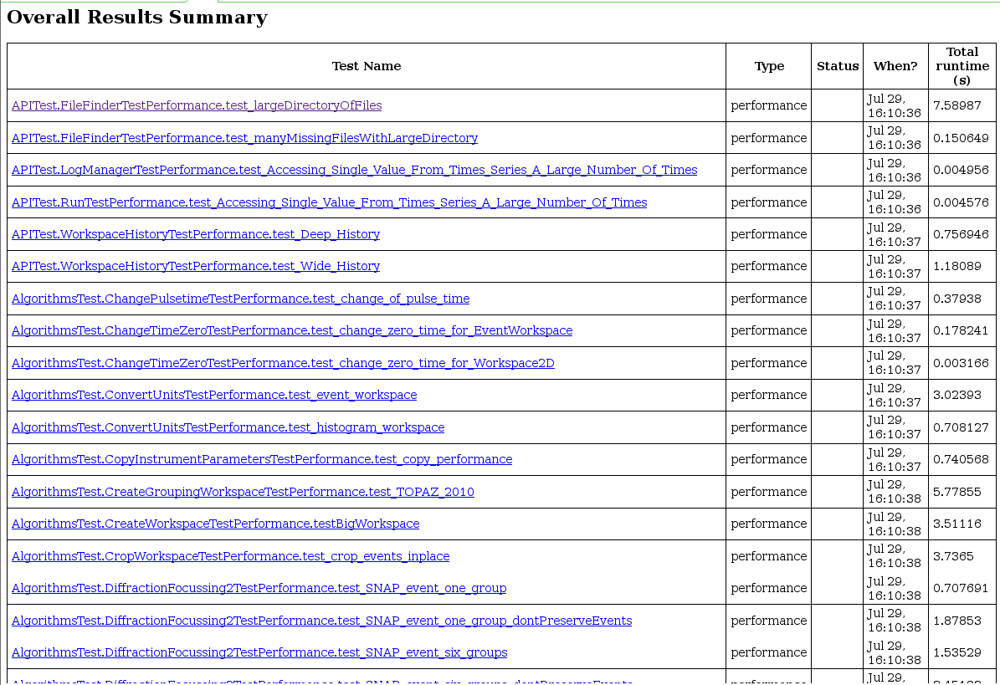 Overall Results Summary
Test Name Type Status When? Total runtime (s)
APITest.FileFinderTestPerformance.test_largeDirectoryOfFiles performance Jul 29, 16:10:36 7.58987
APITest.FileFinderTestPerformance.test_manyMissingFilesWithLargeDirectory performance Jul 29, 16:10:36 0.150649
APITest.LogManagerTestPerformance.test_Accessing_Single_Value_From_Times_Series_A_Large_Number_Of_Times performance Jul 29, 16:10:36 0.004956
APITest.RunTestPerformance.test_Accessing_Single_Value_From_Times_Series_A_Large_Number_Of_Times performance Jul 29, 16:10:36 0.004576
APITest.WorkspaceHistoryTestPerformance.test_Deep_History performance Jul 29, 16:10:37 0.756946
APITest.WorkspaceHistoryTestPerformance.test_Wide_History performance Jul 29, 16:10:37 1.18089
AlgorithmsTest.ChangePulsetimeTestPerformance.test_change_of_pulse_time performance Jul 29, 16:10:37 0.37938
AlgorithmsTest.ChangeTimeZeroTestPerformance.test_change_zero_time_for_EventWorkspace performance Jul 29, 16:10:37 0.178241
AlgorithmsTest.ChangeTimeZeroTestPerformance.test_change_zero_time_for_Workspace2D performance Jul 29, 16:10:37 0.003166
AlgorithmsTest.ConvertUnitsTestPerformance.test_event_workspace performance Jul 29, 16:10:37 3.02393
AlgorithmsTest.ConvertUnitsTestPerformance.test_histogram_workspace performance Jul 29, 16:10:37 0.708127
AlgorithmsTest.CopyInstrumentParametersTestPerformance.test_copy_performance performance Jul 29, 16:10:37 0.740568
AlgorithmsTest.CreateGroupingWorkspaceTestPerformance.test_TOPAZ_2010 performance Jul 29, 16:10:38 5.77855
AlgorithmsTest.CreateWorkspaceTestPerformance.testBigWorkspace performance Jul 29, 16:10:38 3.51116
AlgorithmsTest.CropWorkspaceTestPerformance.test_crop_events_inplace performance Jul 29, 16:10:38 3.7365
AlgorithmsTest.DiffractionFocussing2TestPerformance.test_SNAP_event_one_group performance Jul 29, 16:10:38 0.707691
AlgorithmsTest.DiffractionFocussing2TestPerformance.test_SNAP_event_one_group_dontPreserveEvents performance Jul 29, 16:10:38 1.87853
AlgorithmsTest.DiffractionFocussing2TestPerformance.test_SNAP_event_six_groups performance Jul 29, 16:10:38 1.53529
Jul 29,